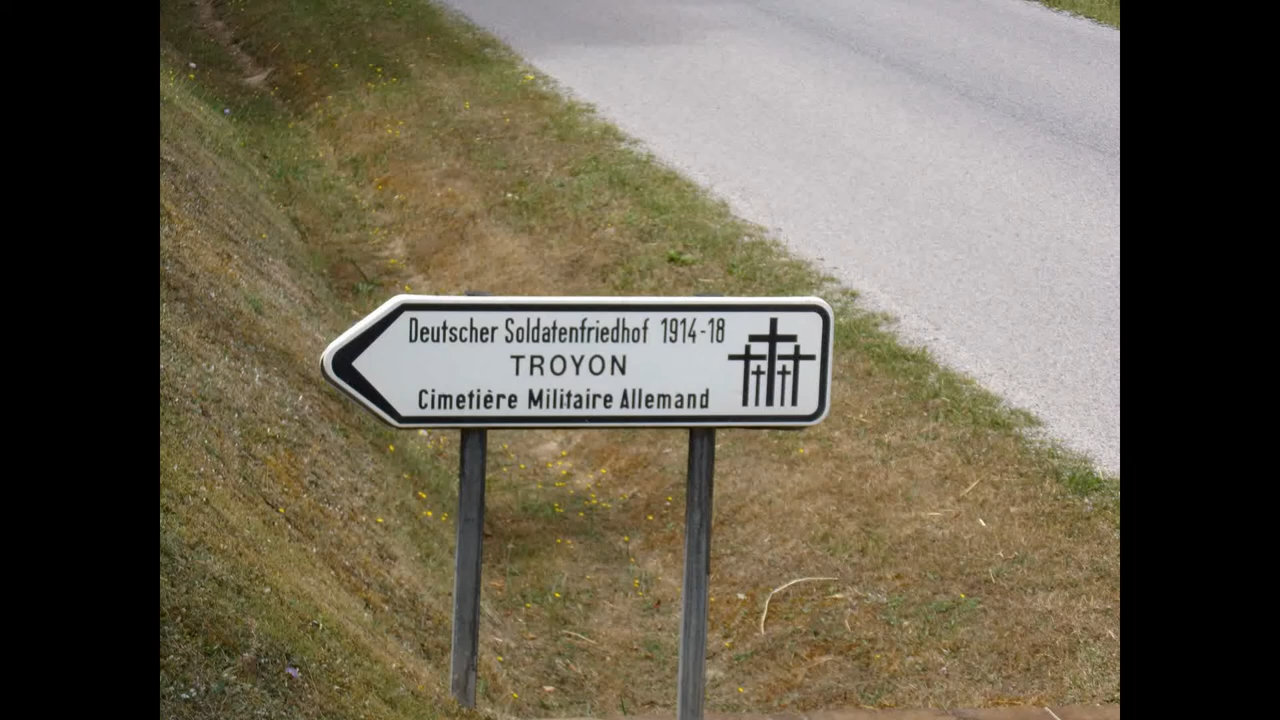 Deutscher Soldatenfriedhof 1914-18
TROYON
Cimetière Militaire Allemand